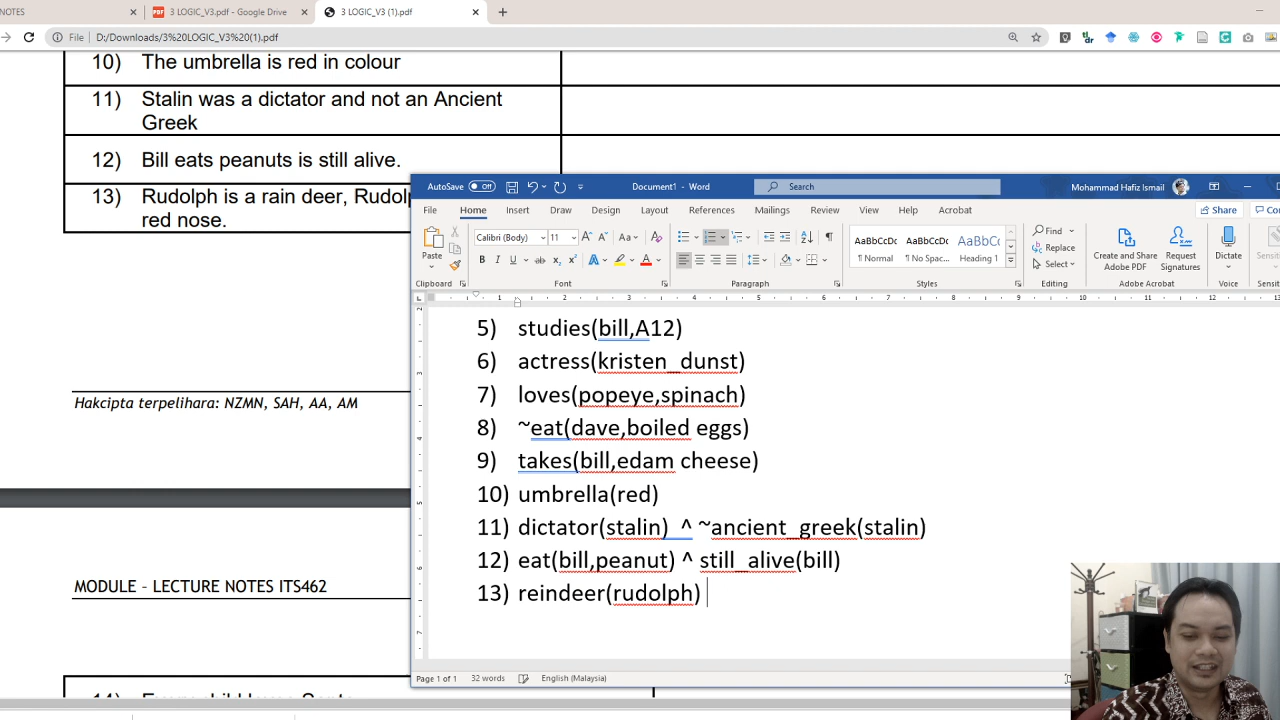 NOTES
3 LOGIC_V3.pdf - Google Drive
3 LOGIC_V3 (1).pdf
File
D:/Downloads/3%20LOGIC_V3%20(1).pdf
10) The umbrella is red in colour
11) Stalin was a dictator and not an Ancient
Greek
12) Bill eats peanuts is still alive.
13) Rudolph is a rain deer, Rudolp
red nose.
Hakcipta terpelihara: NZMN, SAH, AA, AM
MODULE – LECTURE NOTES ITS462
AutoSave Off
Document1 - Word
Search
Mohammad Hafiz Ismail
File Home Insert Draw Design Layout References Mailings Review View Help Acrobat
Share
Paste
Calibri (Body) 11
Clipboard
Font
Paragraph
AaBbCcDc AaBbCcDc AaBbCc
¶ Normal ¶ No Spac... Heading 1
Styles
Find
Replace
Select
Editing
Create and Share
Adobe PDF
Request
Signatures
Adobe Acrobat
Dictate
Voice
5) studies(bill,A12)
6) actress(kristen_dunst)
7) loves(popeye,spinach)
8) ~eat(dave,boiled eggs)
9) takes(bill,edam cheese)
10) umbrella(red)
11) dictator(stalin) ^ ~ancient_greek(stalin)
12) eat(bill,peanut) ^ still_alive(bill)
13) reindeer(rudolph)
Page 1 of 1 32 words English (Malaysia)